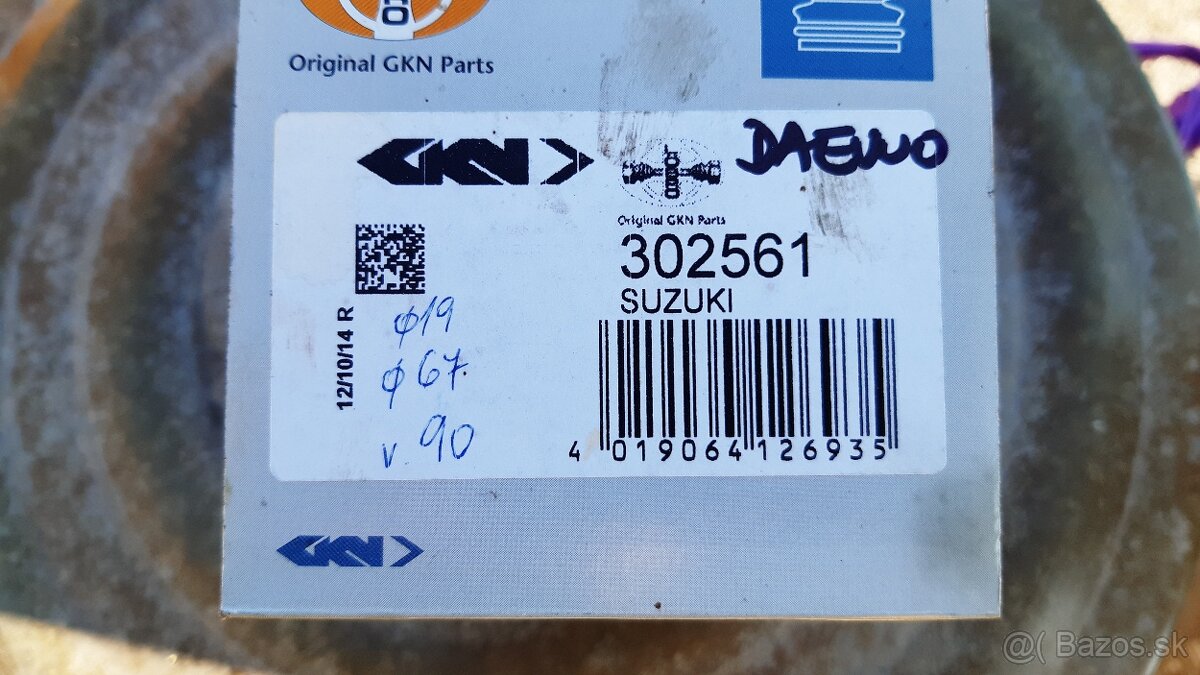 Original GKN Parts
GKN
DAEWO
Original GKN Parts
302561
SUZUKI
12/10/14 R
φ19
φ67.
v 90
4 019064 126935
GKN
@( Bazos.sk